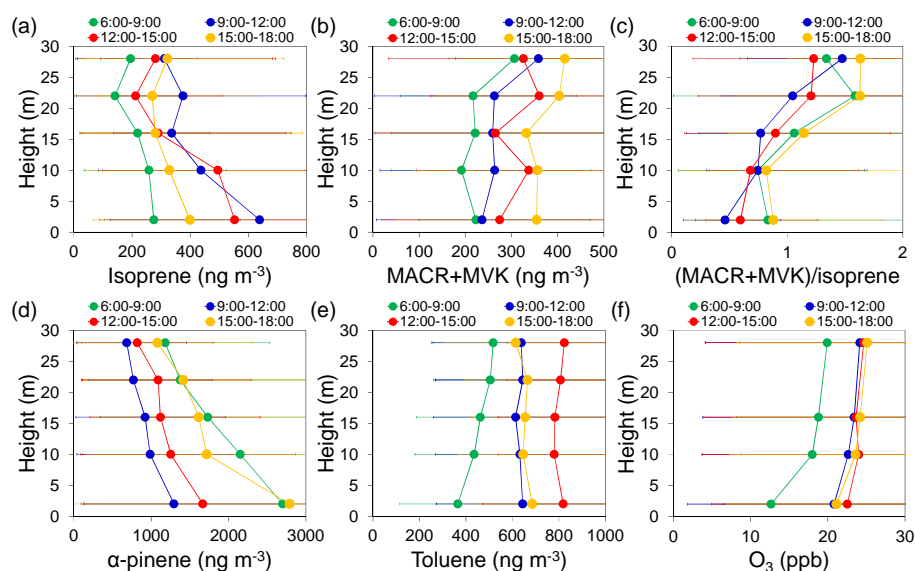 (a) 6:00-9:00 9:00-12:00
12:00-15:00 15:00-18:00
30
25
20
15
10
5
0
Height (m)
0 200 400 600 800
Isoprene (ng m⁻³)
(b) 6:00-9:00 9:00-12:00
12:00-15:00 15:00-18:00
30
25
20
15
10
5
0
Height (m)
0 100 200 300 400 500
MACR+MVK (ng m⁻³)
(c) 6:00-9:00 9:00-12:00
12:00-15:00 15:00-18:00
30
25
20
15
10
5
0
Height (m)
0 1 2
(MACR+MVK)/isoprene
(d) 6:00-9:00 9:00-12:00
12:00-15:00 15:00-18:00
30
25
20
15
10
5
0
Height (m)
0 1000 2000 3000
α-pinene (ng m⁻³)
(e) 6:00-9:00 9:00-12:00
12:00-15:00 15:00-18:00
30
25
20
15
10
5
0
Height (m)
0 200 400 600 800 1000
Toluene (ng m⁻³)
(f) 6:00-9:00 9:00-12:00
12:00-15:00 15:00-18:00
30
25
20
15
10
5
0
Height (m)
0 10 20 30
O₃ (ppb)